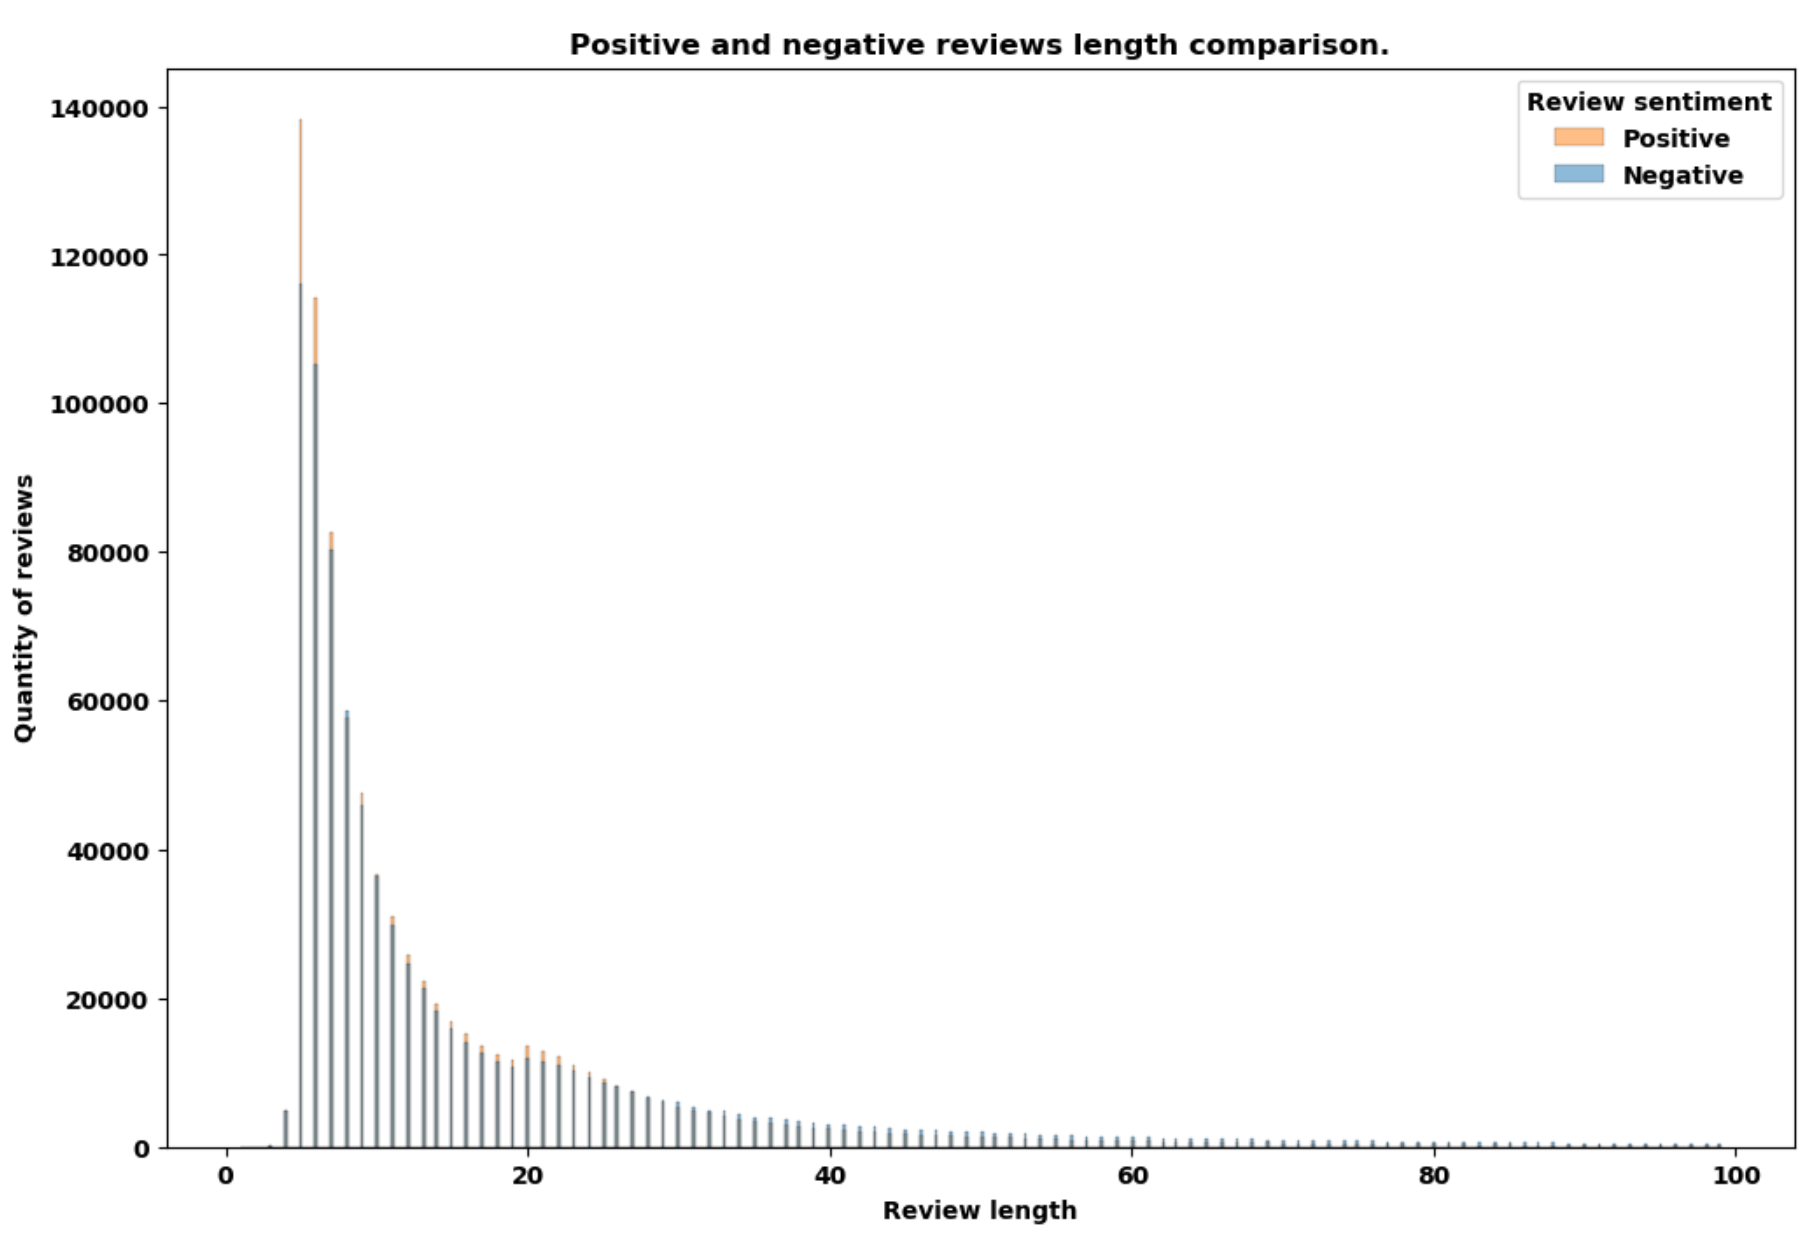 Positive and negative reviews length comparison.
Review sentiment
Positive
Negative
140000
120000
100000
80000
60000
40000
20000
0
Quantity of reviews
0 20 40 60 80 100
Review length